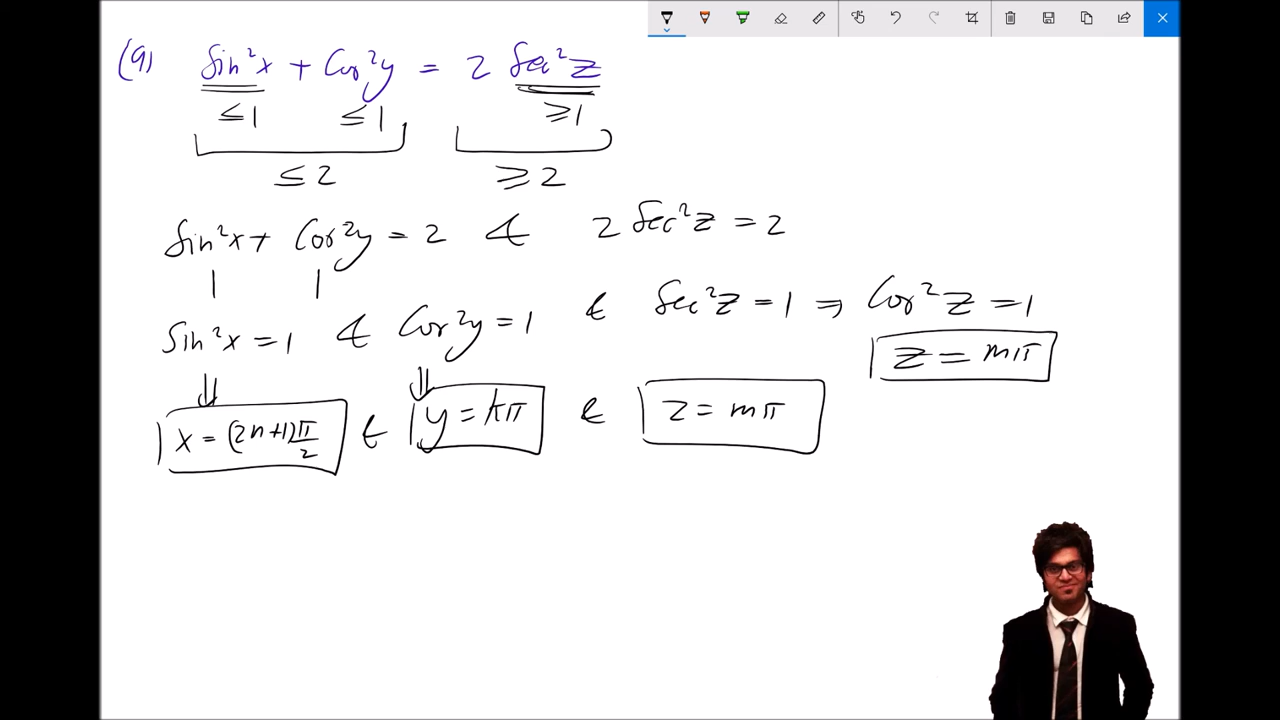 (9) Sin²x + Cos²y = 2 Sec²z
≤1 ≤1 ≥1
≤2 ≥2
Sin²x + Cos²y = 2 & 2 Sec²z = 2
1 1
Sin²x = 1 & Cos²y = 1 & Sec²z = 1 ⇒ Cos²z = 1
z = mπ
⇓ ⇓
x = (2n+1)π/2 & y = kπ & z = mπ